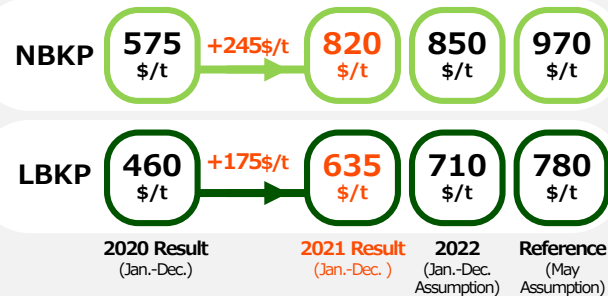 NBKP
575
$/t
+245$/t
820
$/t
850
$/t
970
$/t
LBKP
460
$/t
+175$/t
635
$/t
710
$/t
780
$/t
2020 Result
(Jan.-Dec.)
2021 Result
(Jan.-Dec. )
2022
(Jan.-Dec.
Assumption)
Reference
(May
Assumption)